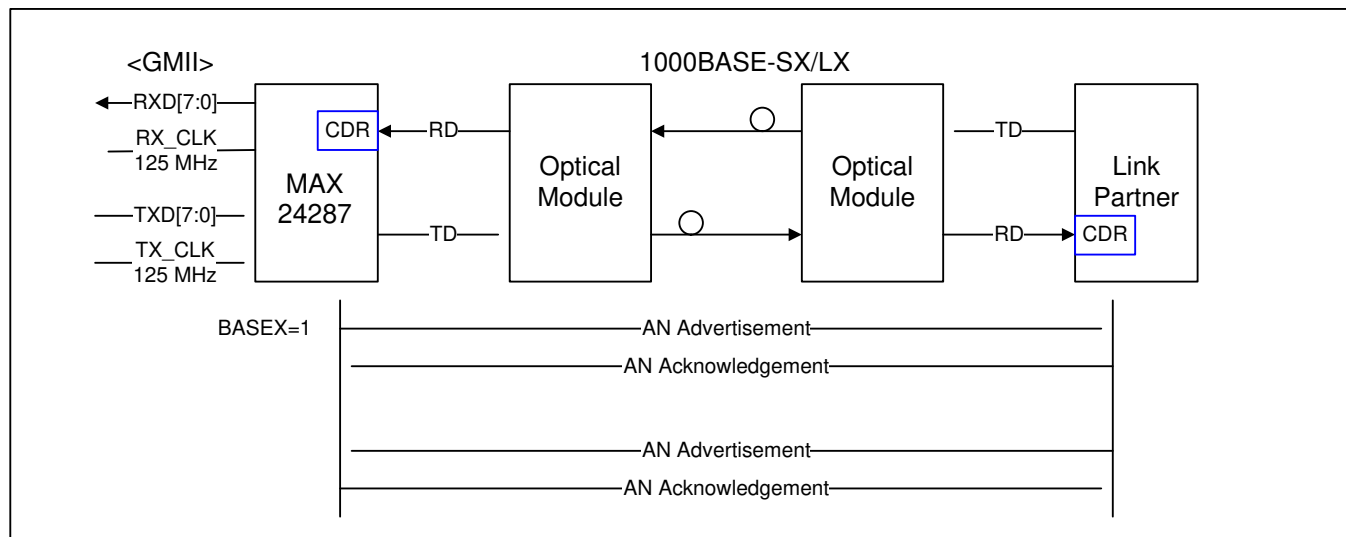 <GMII>
1000BASE-SX/LX
RXD[7:0]
RX_CLK
125 MHz
TXD[7:0]
TX_CLK
125 MHz
CDR
MAX
24287
RD
TD
Optical
Module
Optical
Module
TD
RD
Link
Partner
CDR
BASEX=1
AN Advertisement
AN Acknowledgement
AN Advertisement
AN Acknowledgement